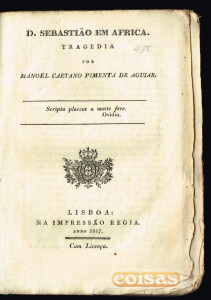 D. SEBASTIÃO EM AFRICA.
TRAGEDIA
POR
MANOEL CAETANO PIMENTA DE AGUIAR.
Scripta placent a morte fere.
Ovidio.
LISBOA:
NA IMPRESSÃO REGIA.
ANNO 1817.
Com Licença.
coisas